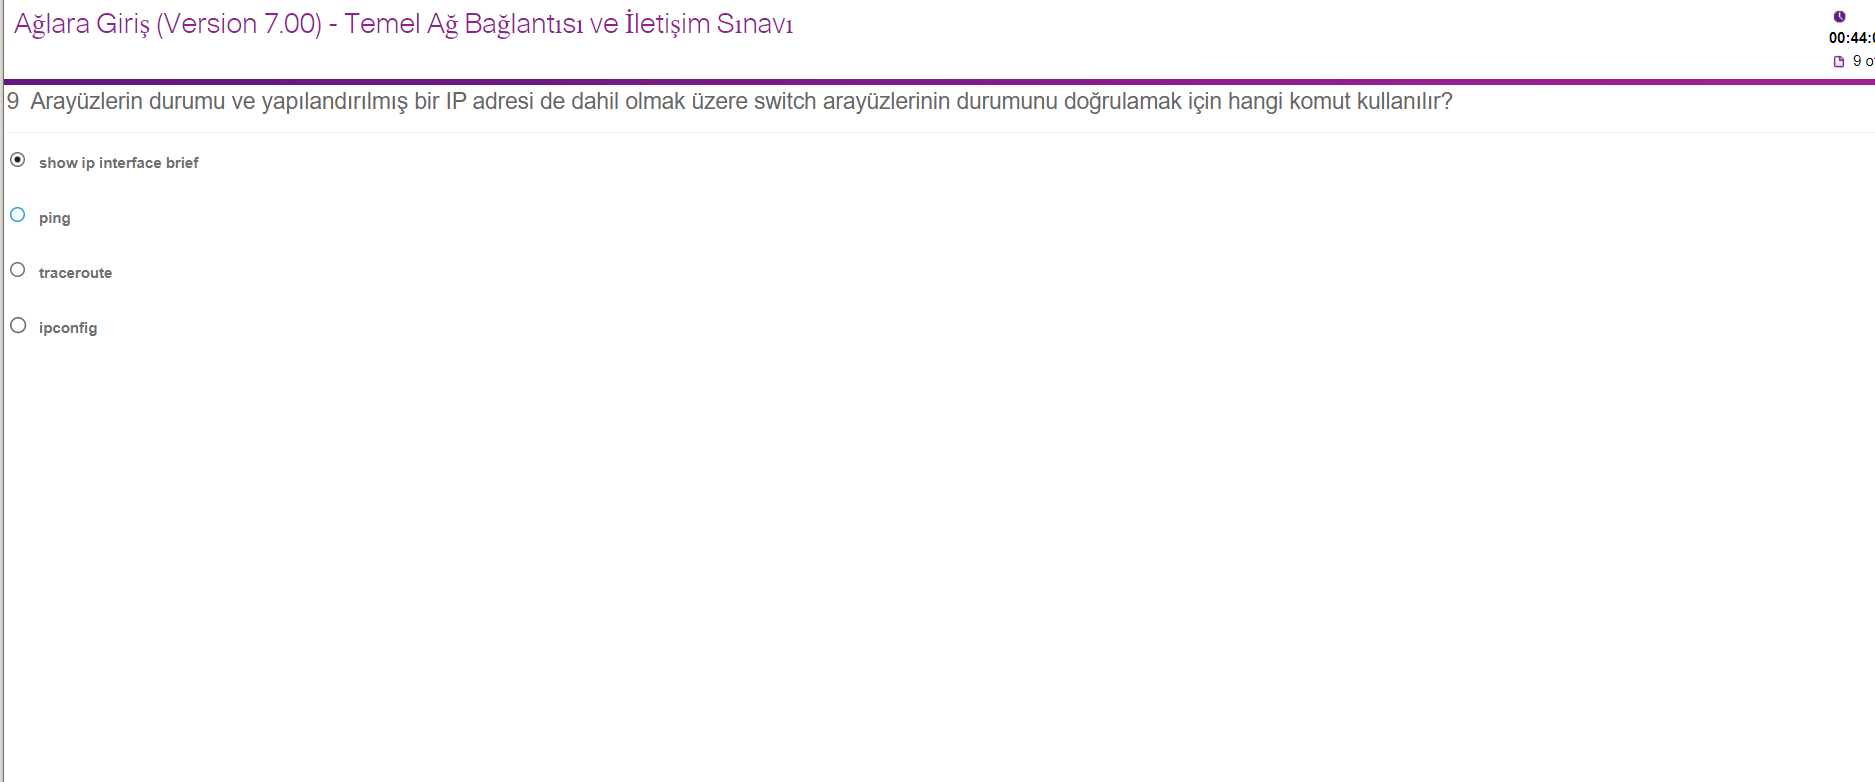 Ağlara Giriş (Version 7.00) - Temel Ağ Bağlantısı ve İletişim Sınavı
00:44:
9
9 Arayüzlerin durumu ve yapılandırılmış bir IP adresi de dahil olmak üzere switch arayüzlerinin durumunu doğrulamak için hangi komut kullanılır?
show ip interface brief
ping
traceroute
ipconfig